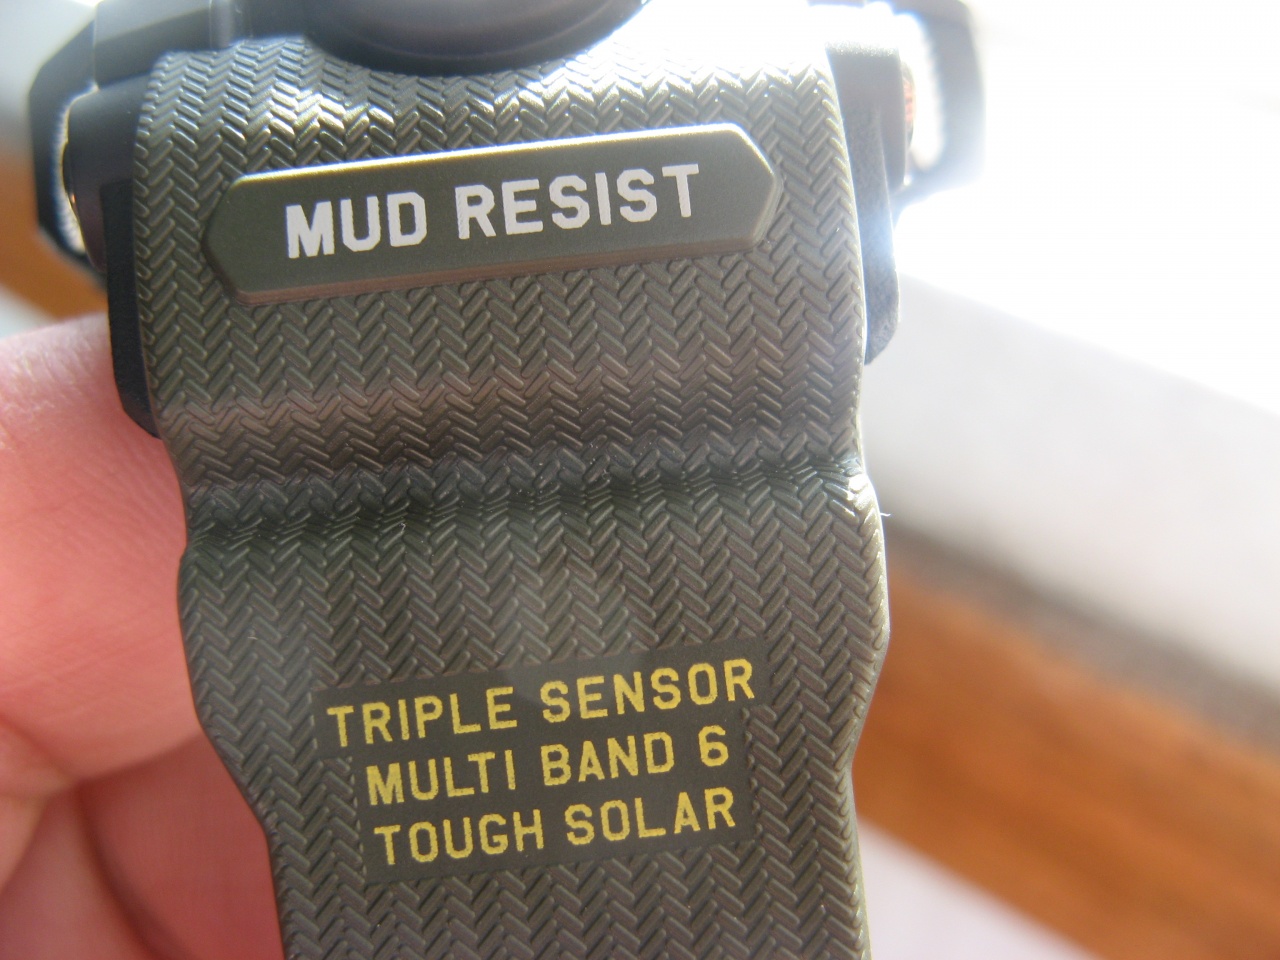 MUD RESIST
TRIPLE SENSOR
MULTI BAND 6
TOUGH SOLAR